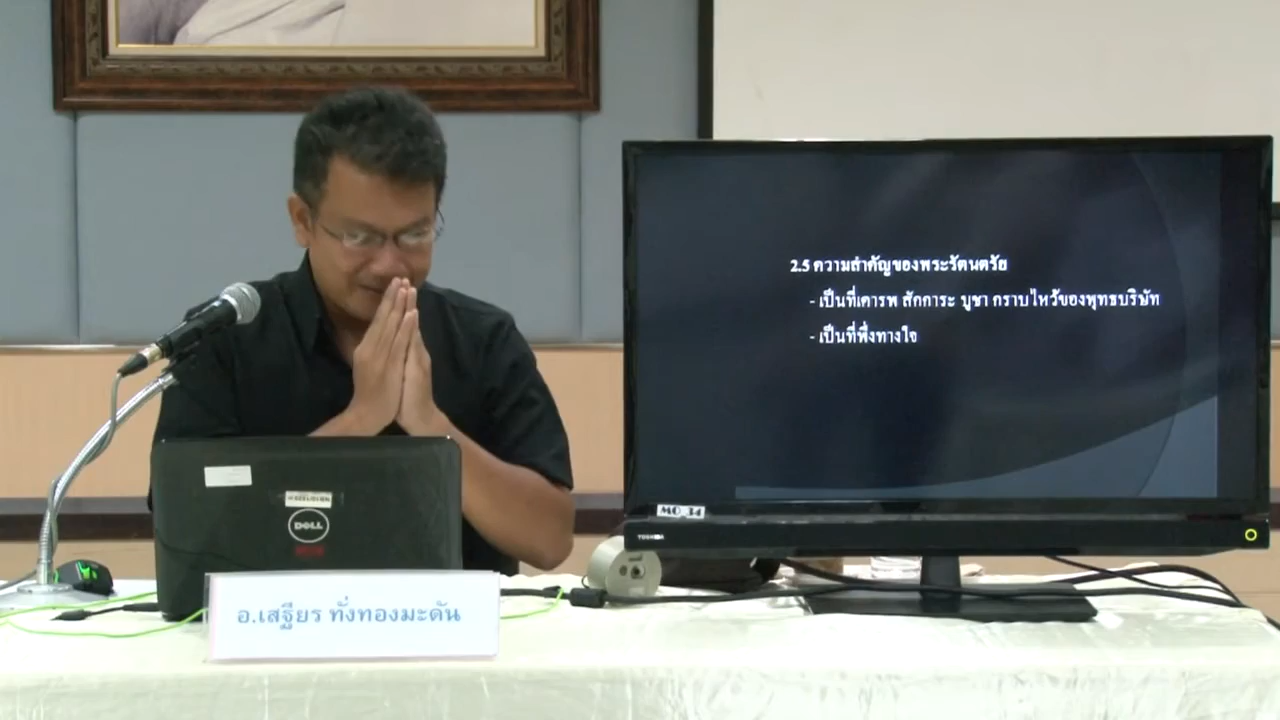 2.5 ความสำคัญของพระรัตนตรัย
- เป็นที่เคารพ สักการะ บูชา กราบไหว้ของพุทธบริษัท
- เป็นที่พึ่งทางใจ
MO-34
TOSHIBA
DELL
อ.เสฐียร ทั่งทองมะดัน